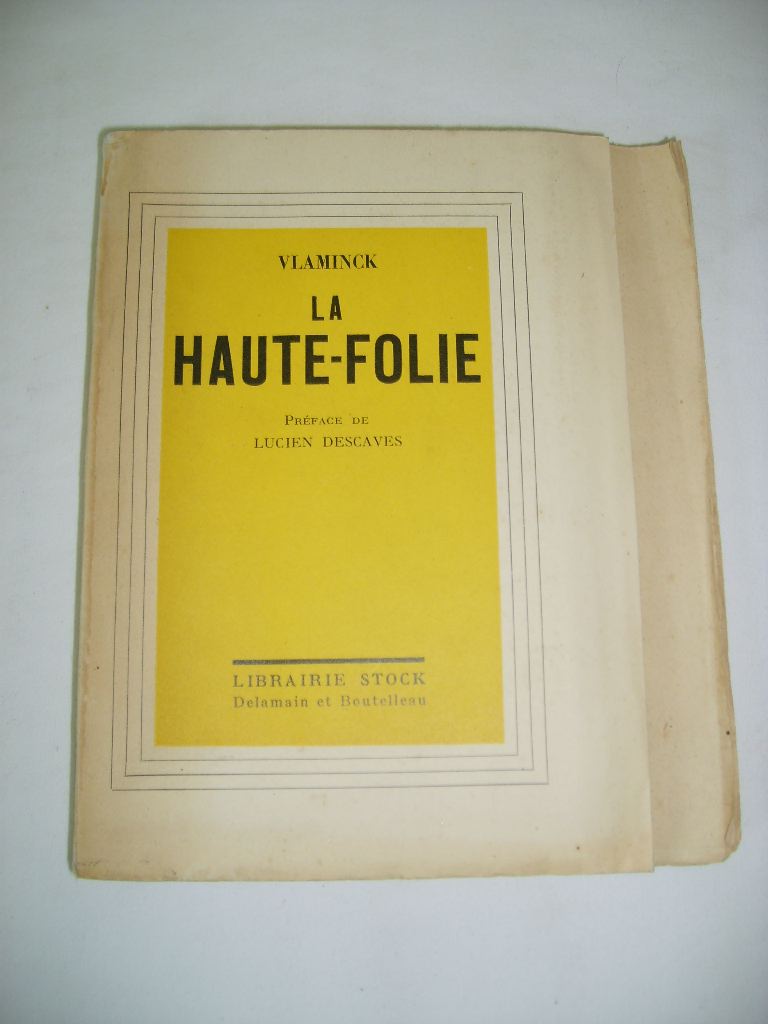 VLAMINCK
LA
HAUTE-FOLIE
PRÉFACE DE
LUCIEN DESCAVES
LIBRAIRIE STOCK
Delamain et Boutelleau